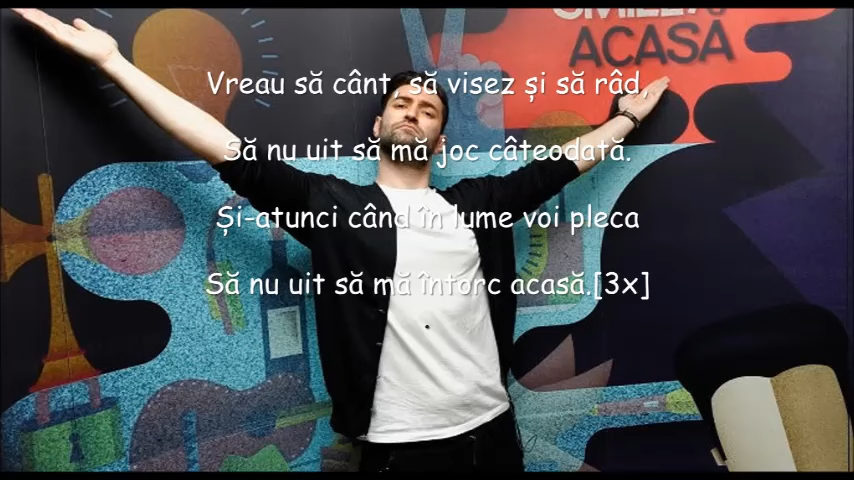 SMILEY
ACASĂ
Vreau să cânt, să visez și să râd,
Să nu uit să mă joc câteodată.
Și-atunci când în lume voi pleca
Să nu uit să mă întorc acasă.[3x]